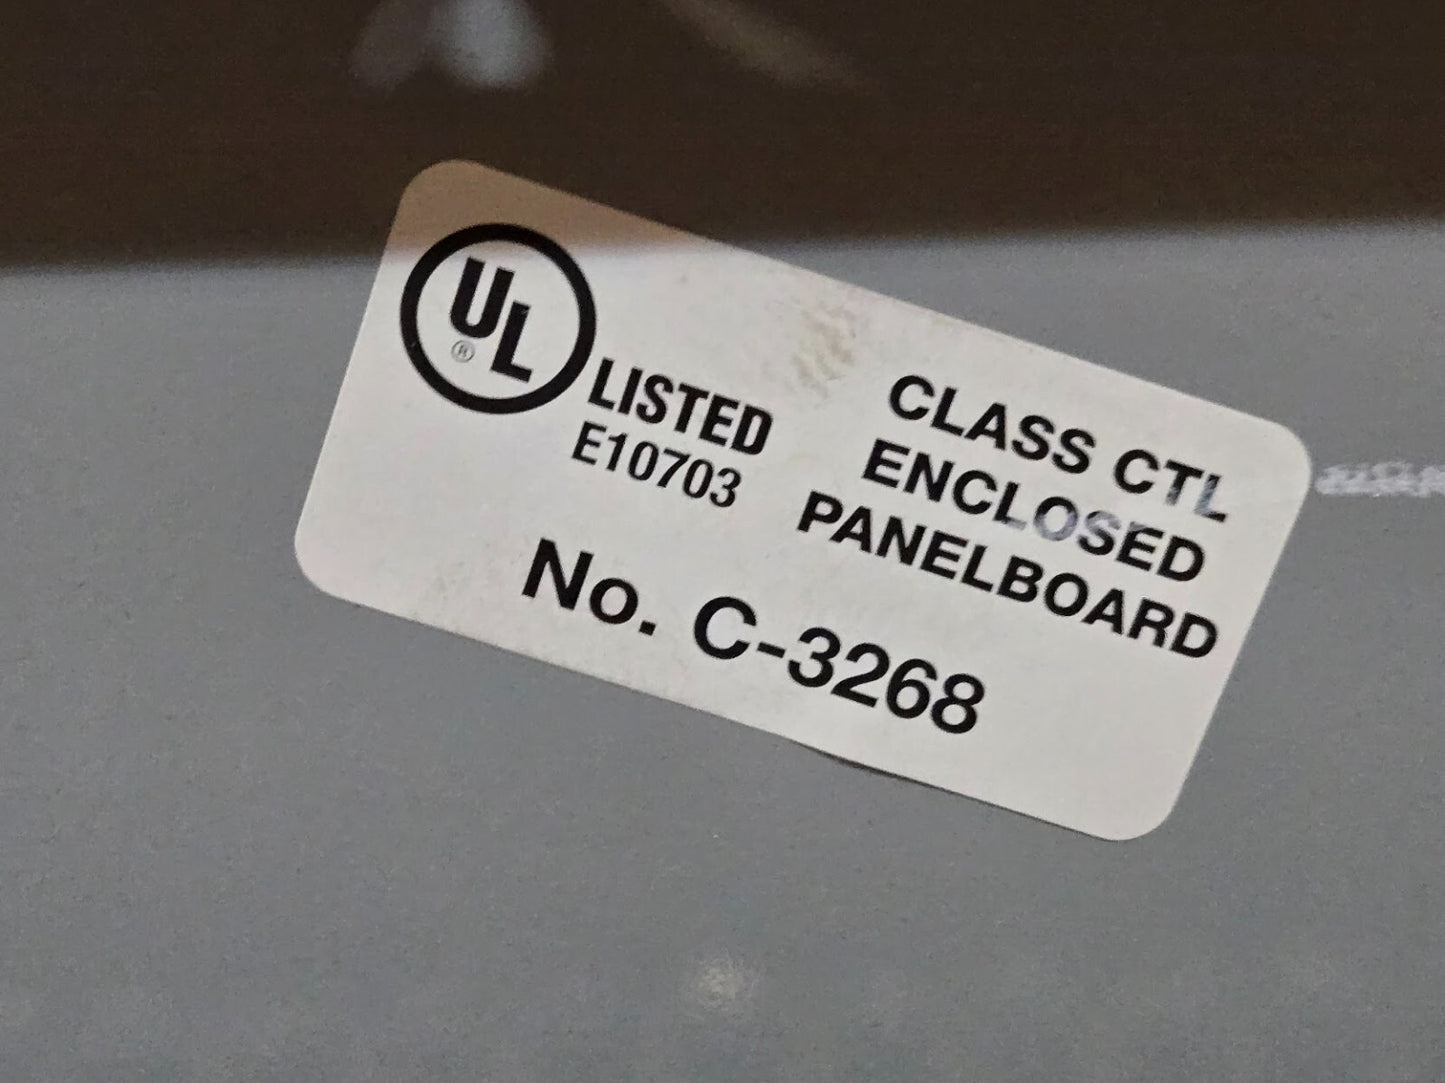 UL
®
LISTED
E10703
CLASS CTL
ENCLOSED
PANELBOARD
No. C-3268